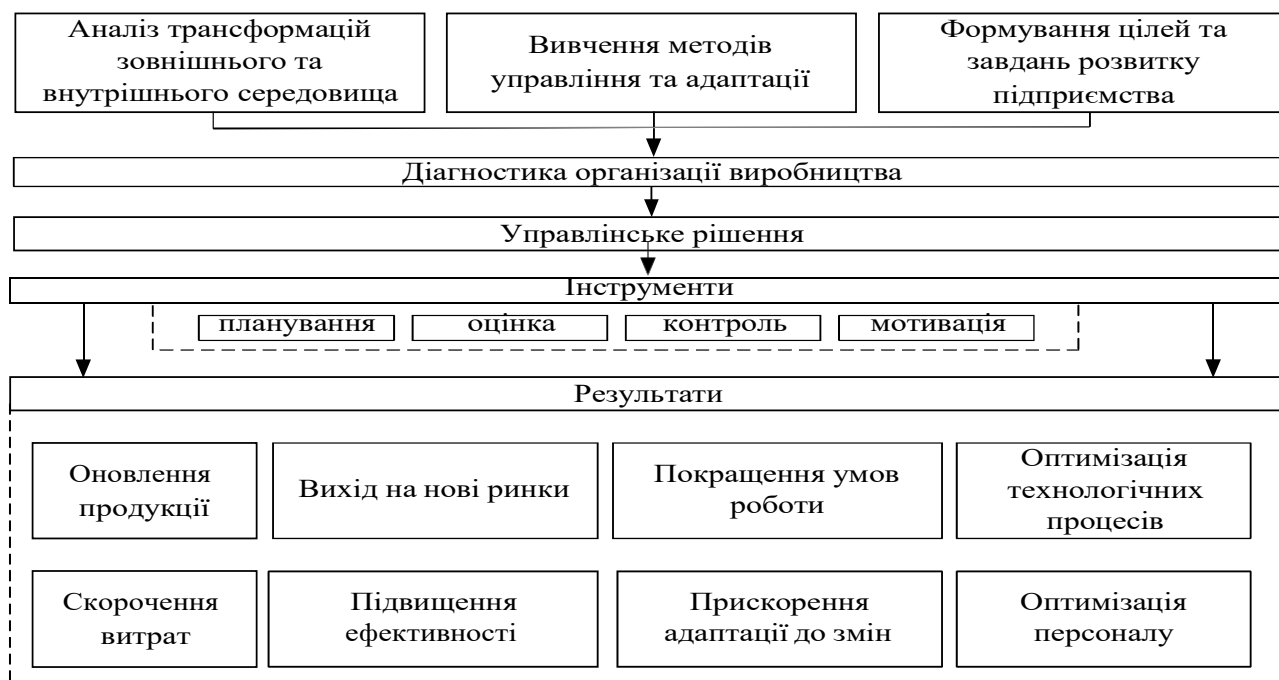 Аналіз трансформацій
зовнішнього та
внутрішнього середовища
Вивчення методів
управління та адаптації
Формування цілей та
завдань розвитку
підприємства
Діагностика організації виробництва
Управлінське рішення
Інструменти
планування
оцінка
контроль
мотивація
Результати
Оновлення
продукції
Вихід на нові ринки
Покращення умов
роботи
Оптимізація
технологічних
процесів
Скорочення
витрат
Підвищення
ефективності
Прискорення
адаптації до змін
Оптимізація
персоналу